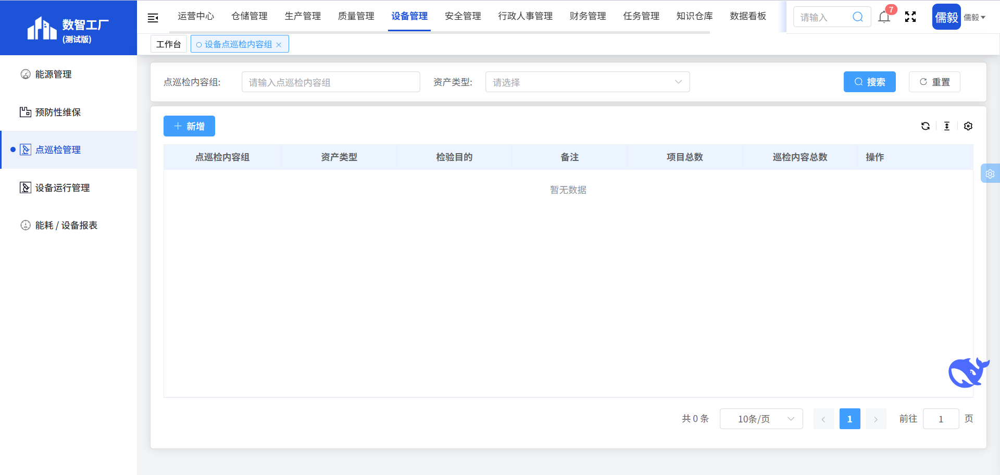 数智工厂
(测试版)
运营中心 仓储管理 生产管理 质量管理 设备管理 安全管理 行政人事管理 财务管理 任务管理 知识仓库 数据看板
请输入
7
儒毅
儒毅
工作台
设备点巡检内容组
能源管理
预防性维保
点巡检管理
设备运行管理
能耗 / 设备报表
点巡检内容组:
请输入点巡检内容组
资产类型:
请选择
搜索
重置
新增
点巡检内容组 资产类型 检验目的 备注 项目总数 巡检内容总数 操作
暂无数据
共 0 条
10条/页
1
前往
1
页